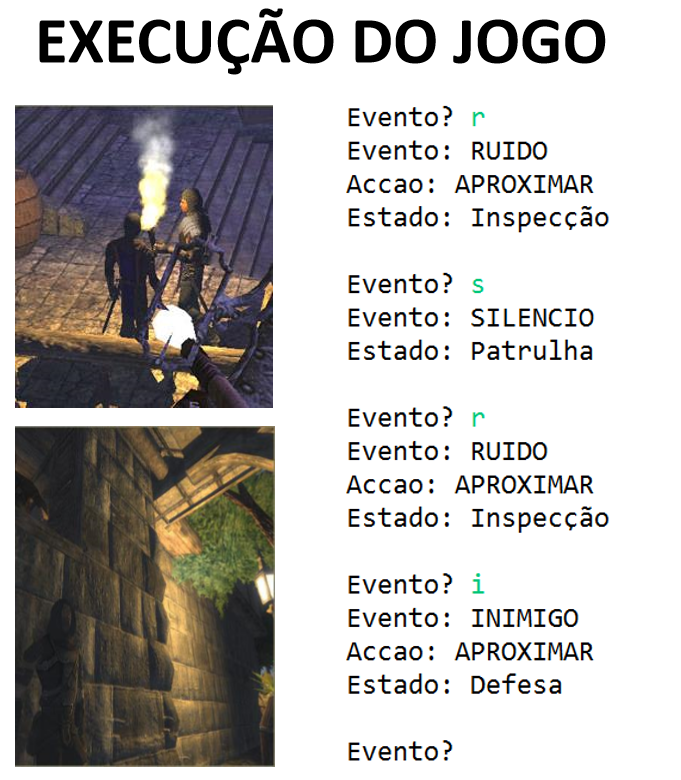 EXECUÇÃO DO JOGO
Evento? r
Evento: RUIDO
Accao: APROXIMAR
Estado: Inspecção
Evento? s
Evento: SILENCIO
Estado: Patrulha
Evento? r
Evento: RUIDO
Accao: APROXIMAR
Estado: Inspecção
Evento? i
Evento: INIMIGO
Accao: APROXIMAR
Estado: Defesa
Evento?